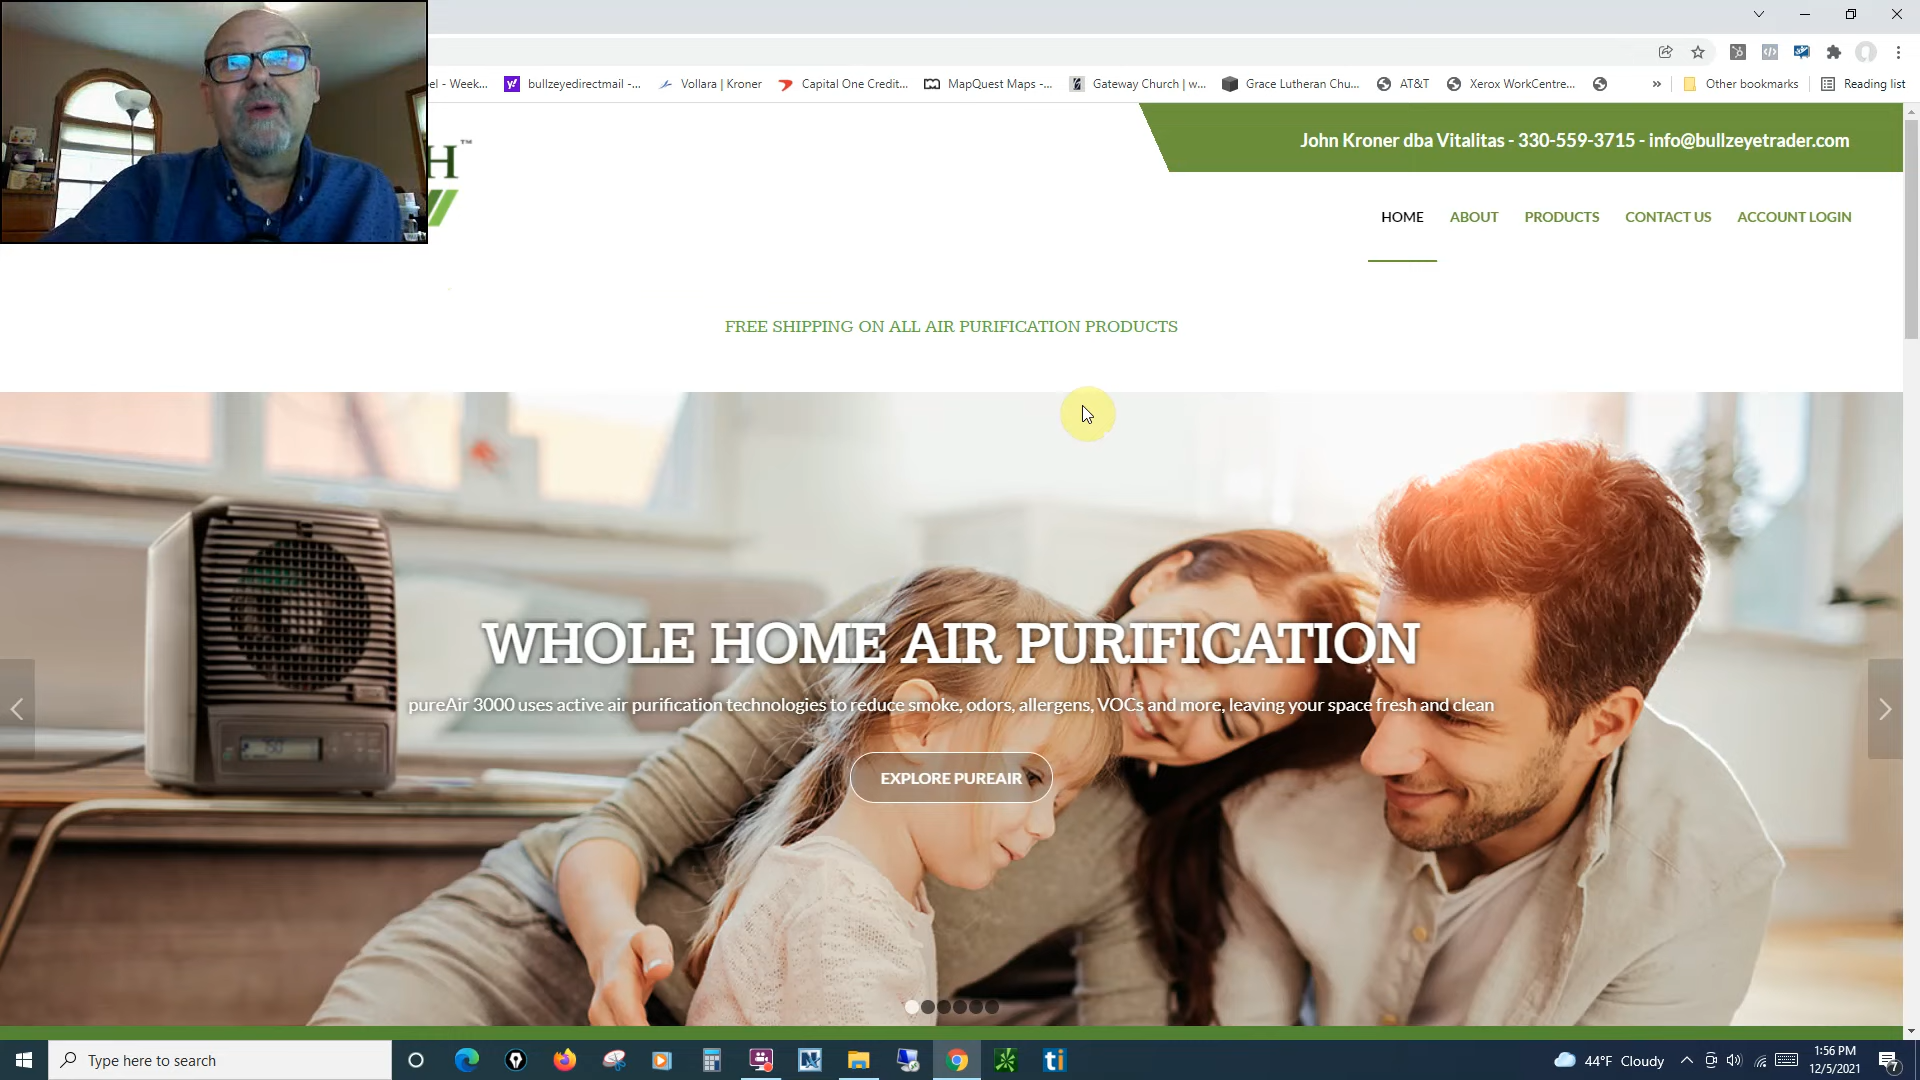 el - Week...
bullzeyedirectmail -...
Vollara | Kroner
Capital One Credit...
MapQuest Maps -...
Gateway Church | w...
Grace Lutheran Chu...
AT&T
Xerox WorkCentre...
»
Other bookmarks
Reading list
H™
John Kroner dba Vitalitas - 330-559-3715 - info@bullzeyetrader.com
HOME
ABOUT
PRODUCTS
CONTACT US
ACCOUNT LOGIN
FREE SHIPPING ON ALL AIR PURIFICATION PRODUCTS
WHOLE HOME AIR PURIFICATION
pureAir 3000 uses active air purification technologies to reduce smoke, odors, allergens, VOCs and more, leaving your space fresh and clean
EXPLORE PUREAIR
Type here to search
ti
44°F Cloudy
1:56 PM
12/5/2021
7